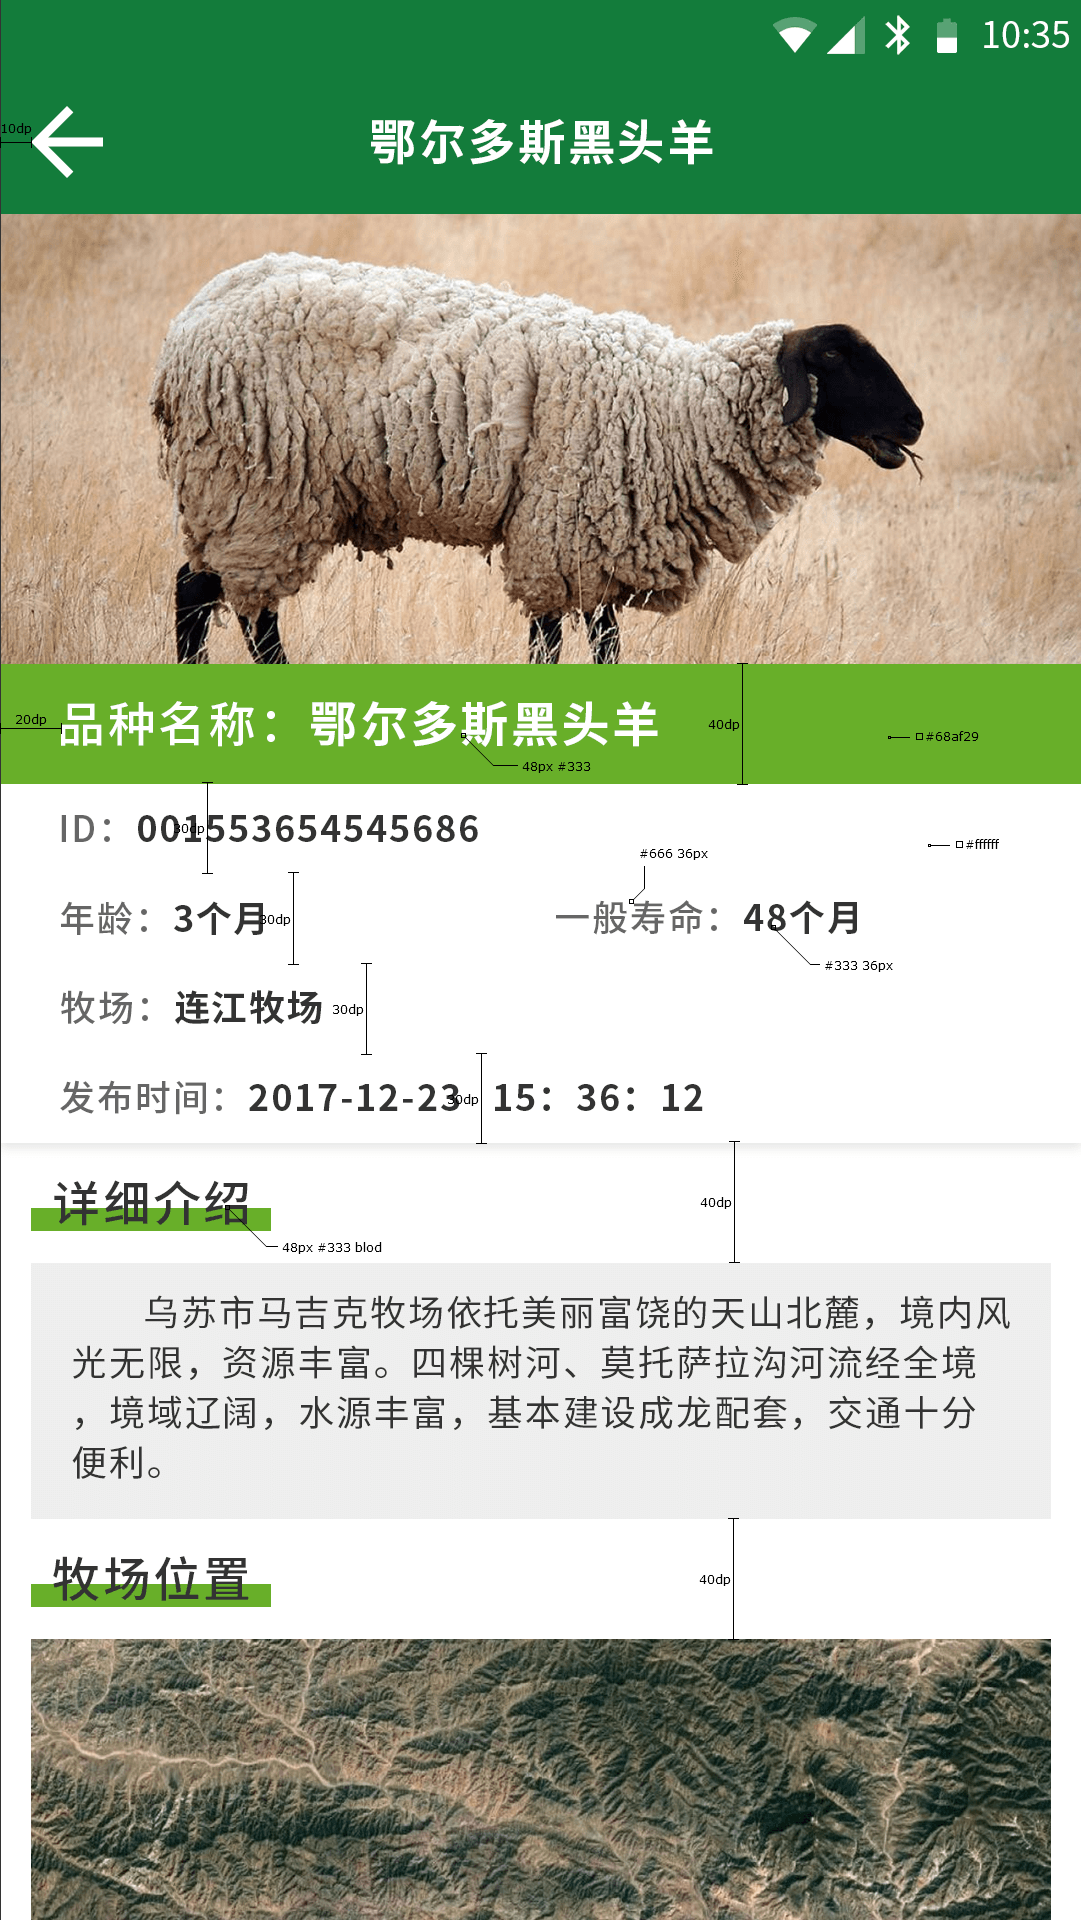 10:35
10dp
鄂尔多斯黑头羊
20dp
品种名称：鄂尔多斯黑头羊
40dp
#68af29
48px #333
ID：001553654545686
30dp
#ffffff
#666 36px
年龄：3个月
30dp
一般寿命：48个月
#333 36px
牧场：连江牧场
30dp
发布时间：2017-12-23 15：36：12
30dp
详细介绍
40dp
48px #333 blod
乌苏市马吉克牧场依托美丽富饶的天山北麓，境内风
光无限，资源丰富。四棵树河、莫托萨拉沟河流经全境
，境域辽阔，水源丰富，基本建设成龙配套，交通十分
便利。
牧场位置
40dp